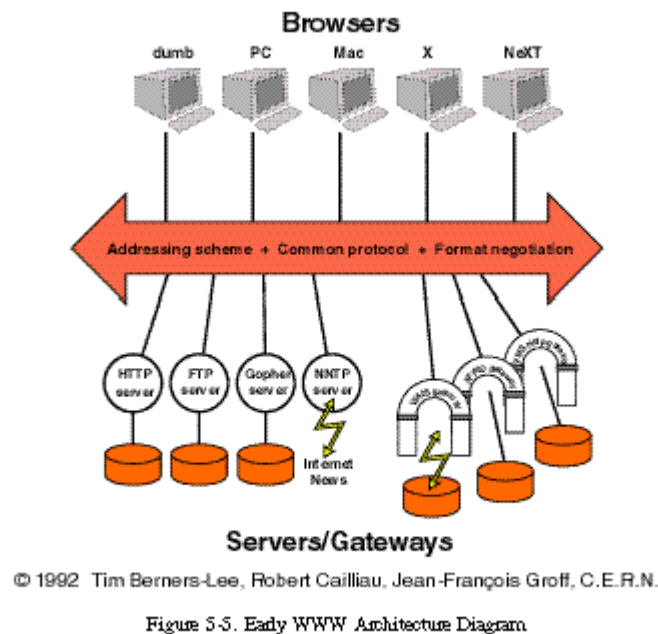 Browsers
dumb PC Mac X NeXT
Addressing scheme + Common protocol + Format negotiation
HTTP server
FTP server
Gopher server
NNTP server
Internet News
WAIS gateway
Servers/Gateways
© 1992 Tim Berners-Lee, Robert Cailliau, Jean-François Groff, C.E.R.N.
Figure 5-5. Early WWW Architecture Diagram